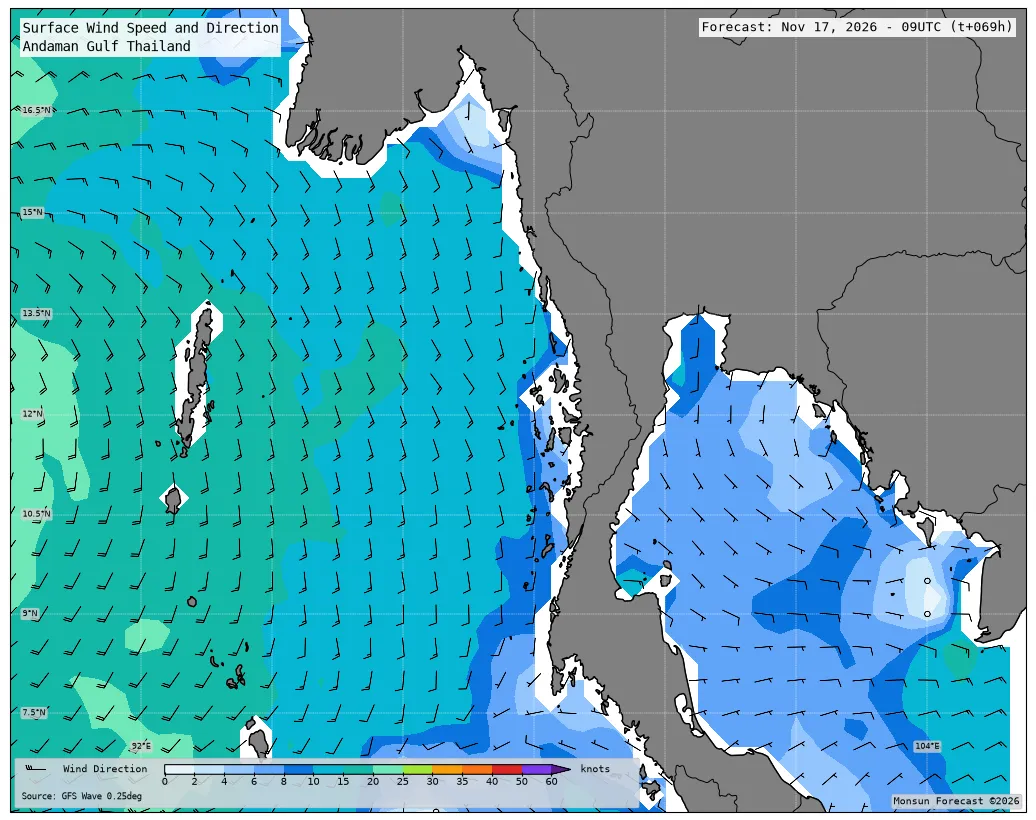 Surface Wind Speed and Direction
Andaman Gulf Thailand
Forecast: Nov 17, 2026 - 09UTC (t+069h)
16.5°N
15°N
13.5°N
12°N
10.5°N
9°N
7.5°N
92°E
104°E
Wind Direction
0 2 4 6 8 10 15 20 25 30 35 40 50 60
knots
Source: GFS Wave 0.25deg
Monsun Forecast ©2026